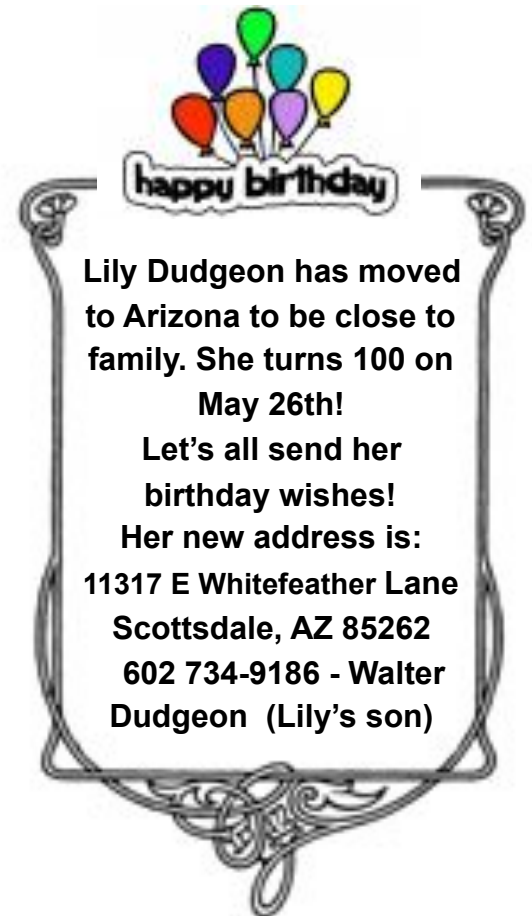 happy birthday
Lily Dudgeon has moved
to Arizona to be close to
family. She turns 100 on
May 26th!
Let’s all send her
birthday wishes!
Her new address is:
11317 E Whitefeather Lane
Scottsdale, AZ 85262
602 734-9186 - Walter
Dudgeon  (Lily’s son)